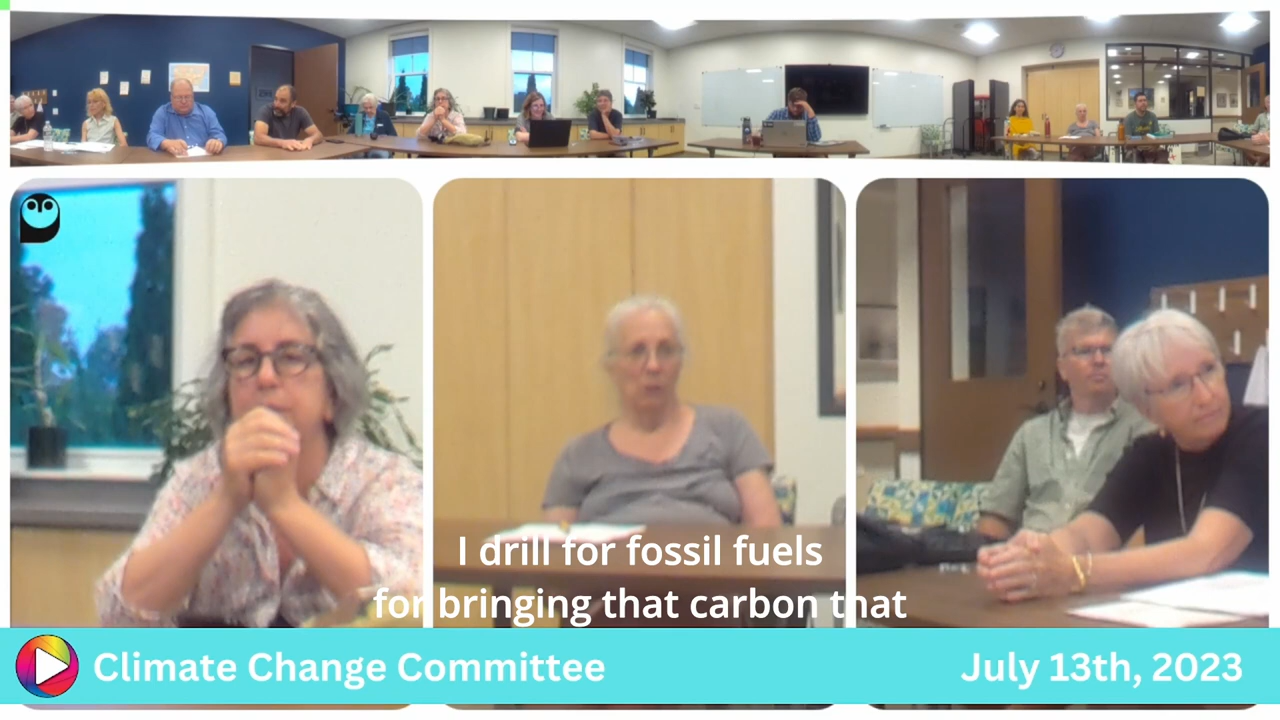 I drill for fossil fuels
for bringing that carbon that
Climate Change Committee
July 13th, 2023